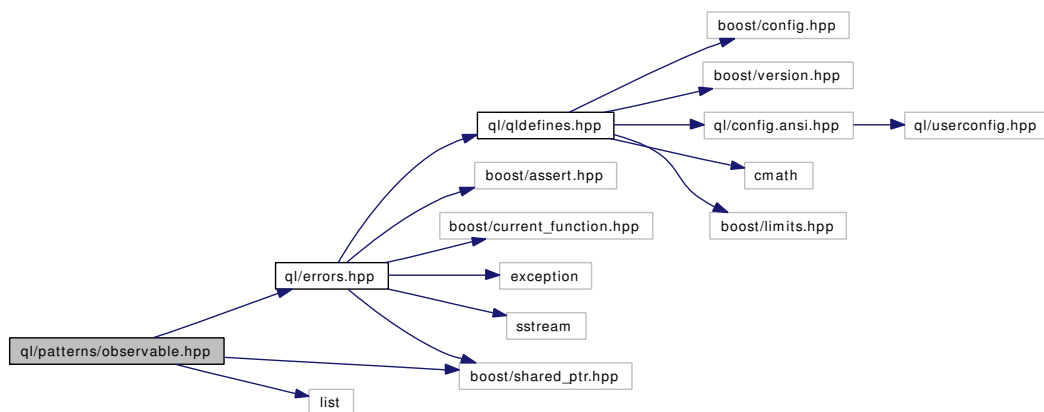 boost/config.hpp
boost/version.hpp
ql/qldefines.hpp
ql/config.ansi.hpp
ql/userconfig.hpp
boost/assert.hpp
cmath
boost/current_function.hpp
boost/limits.hpp
ql/errors.hpp
exception
sstream
ql/patterns/observable.hpp
boost/shared_ptr.hpp
list